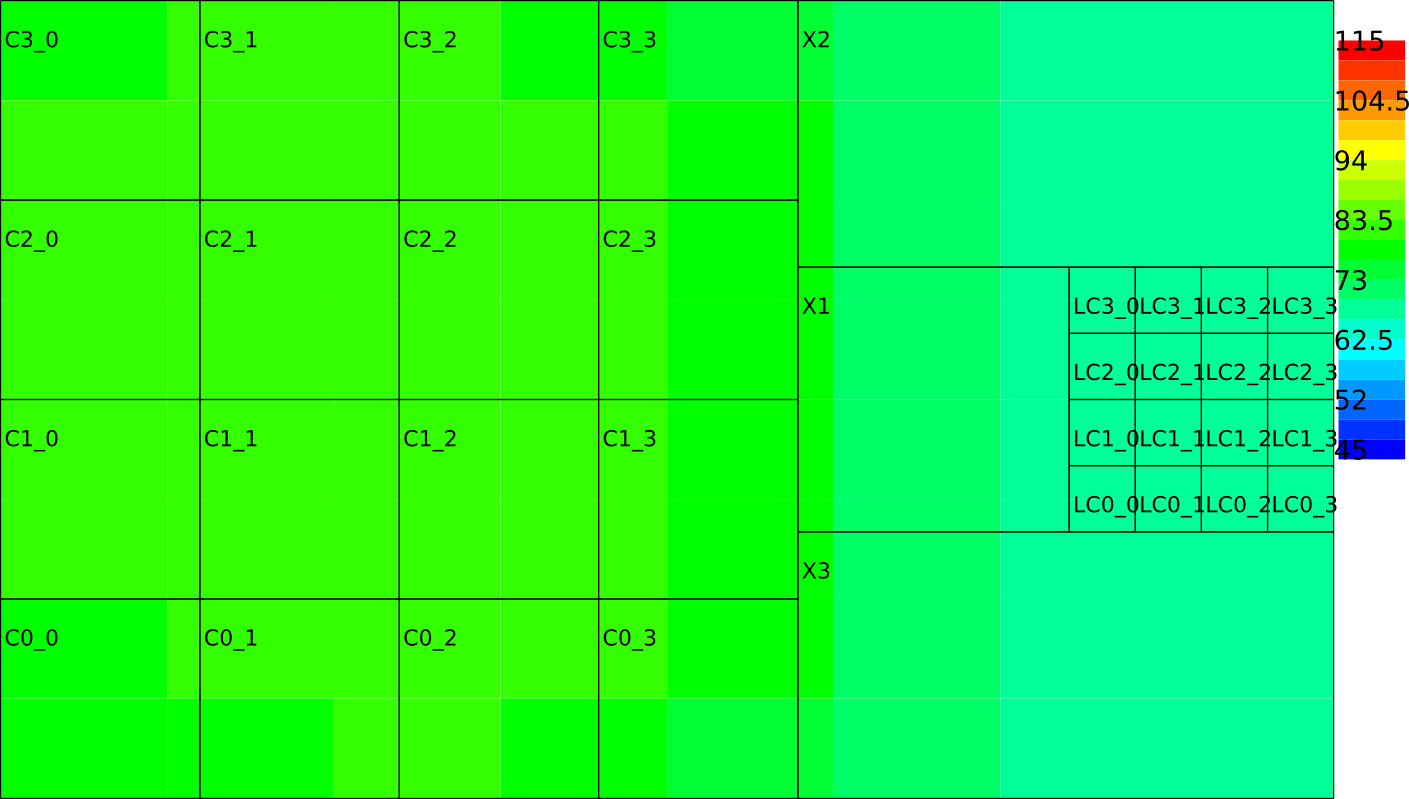 C3_0 C3_1 C3_2 C3_3 X2 115
104.5
94
C2_0 C2_1 C2_2 C2_3 83.5
73
X1 LC3_0 LC3_1 LC3_2 LC3_3
62.5
LC2_0 LC2_1 LC2_2 LC2_3
52
C1_0 C1_1 C1_2 C1_3 LC1_0 LC1_1 LC1_2 LC1_3
45
LC0_0 LC0_1 LC0_2 LC0_3
X3
C0_0 C0_1 C0_2 C0_3